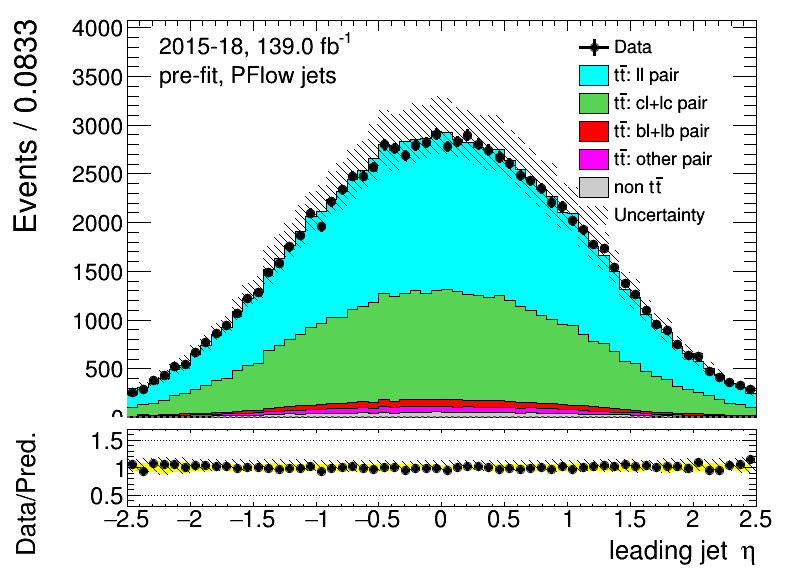 Events / 0.0833
4000
3500
3000
2500
2000
1500
1000
500
0
2015-18, 139.0 fb⁻¹
pre-fit, PFlow jets
Data
tt̄: ll pair
tt̄: cl+lc pair
tt̄: bl+lb pair
tt̄: other pair
non tt̄
Uncertainty
Data/Pred.
1.5
1
0.5
−2.5 −2 −1.5 −1 −0.5 0 0.5 1 1.5 2 2.5
leading jet η